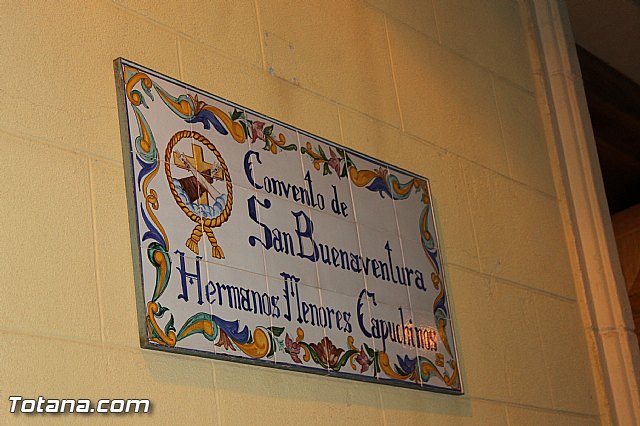 Convento de
San Buenaventura
Hermanos Menores Capuchinos
Totana.com